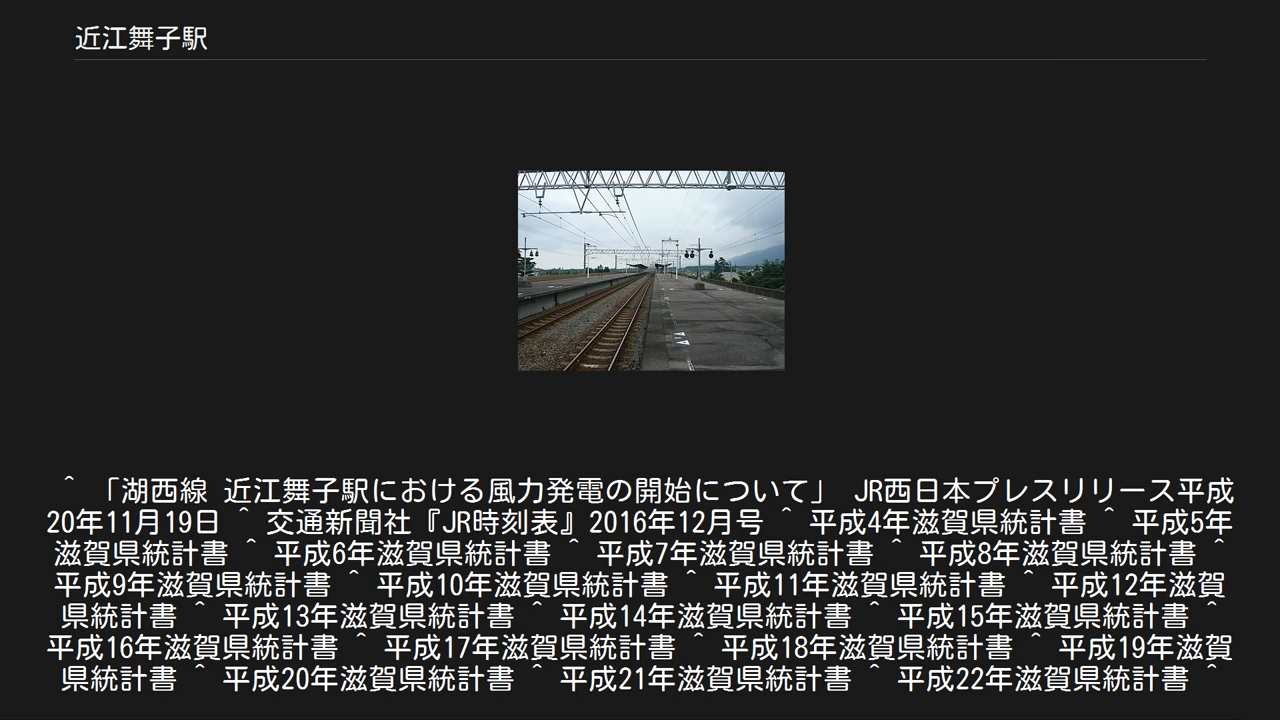 近江舞子駅
^ 「湖西線 近江舞子駅における風力発電の開始について」 JR西日本プレスリリース平成
20年11月19日 ^ 交通新聞社『JR時刻表』2016年12月号 ^ 平成4年滋賀県統計書 ^ 平成5年
滋賀県統計書 ^ 平成6年滋賀県統計書 ^ 平成7年滋賀県統計書 ^ 平成8年滋賀県統計書 ^
平成9年滋賀県統計書 ^ 平成10年滋賀県統計書 ^ 平成11年滋賀県統計書 ^ 平成12年滋賀
県統計書 ^ 平成13年滋賀県統計書 ^ 平成14年滋賀県統計書 ^ 平成15年滋賀県統計書 ^
平成16年滋賀県統計書 ^ 平成17年滋賀県統計書 ^ 平成18年滋賀県統計書 ^ 平成19年滋賀
県統計書 ^ 平成20年滋賀県統計書 ^ 平成21年滋賀県統計書 ^ 平成22年滋賀県統計書 ^